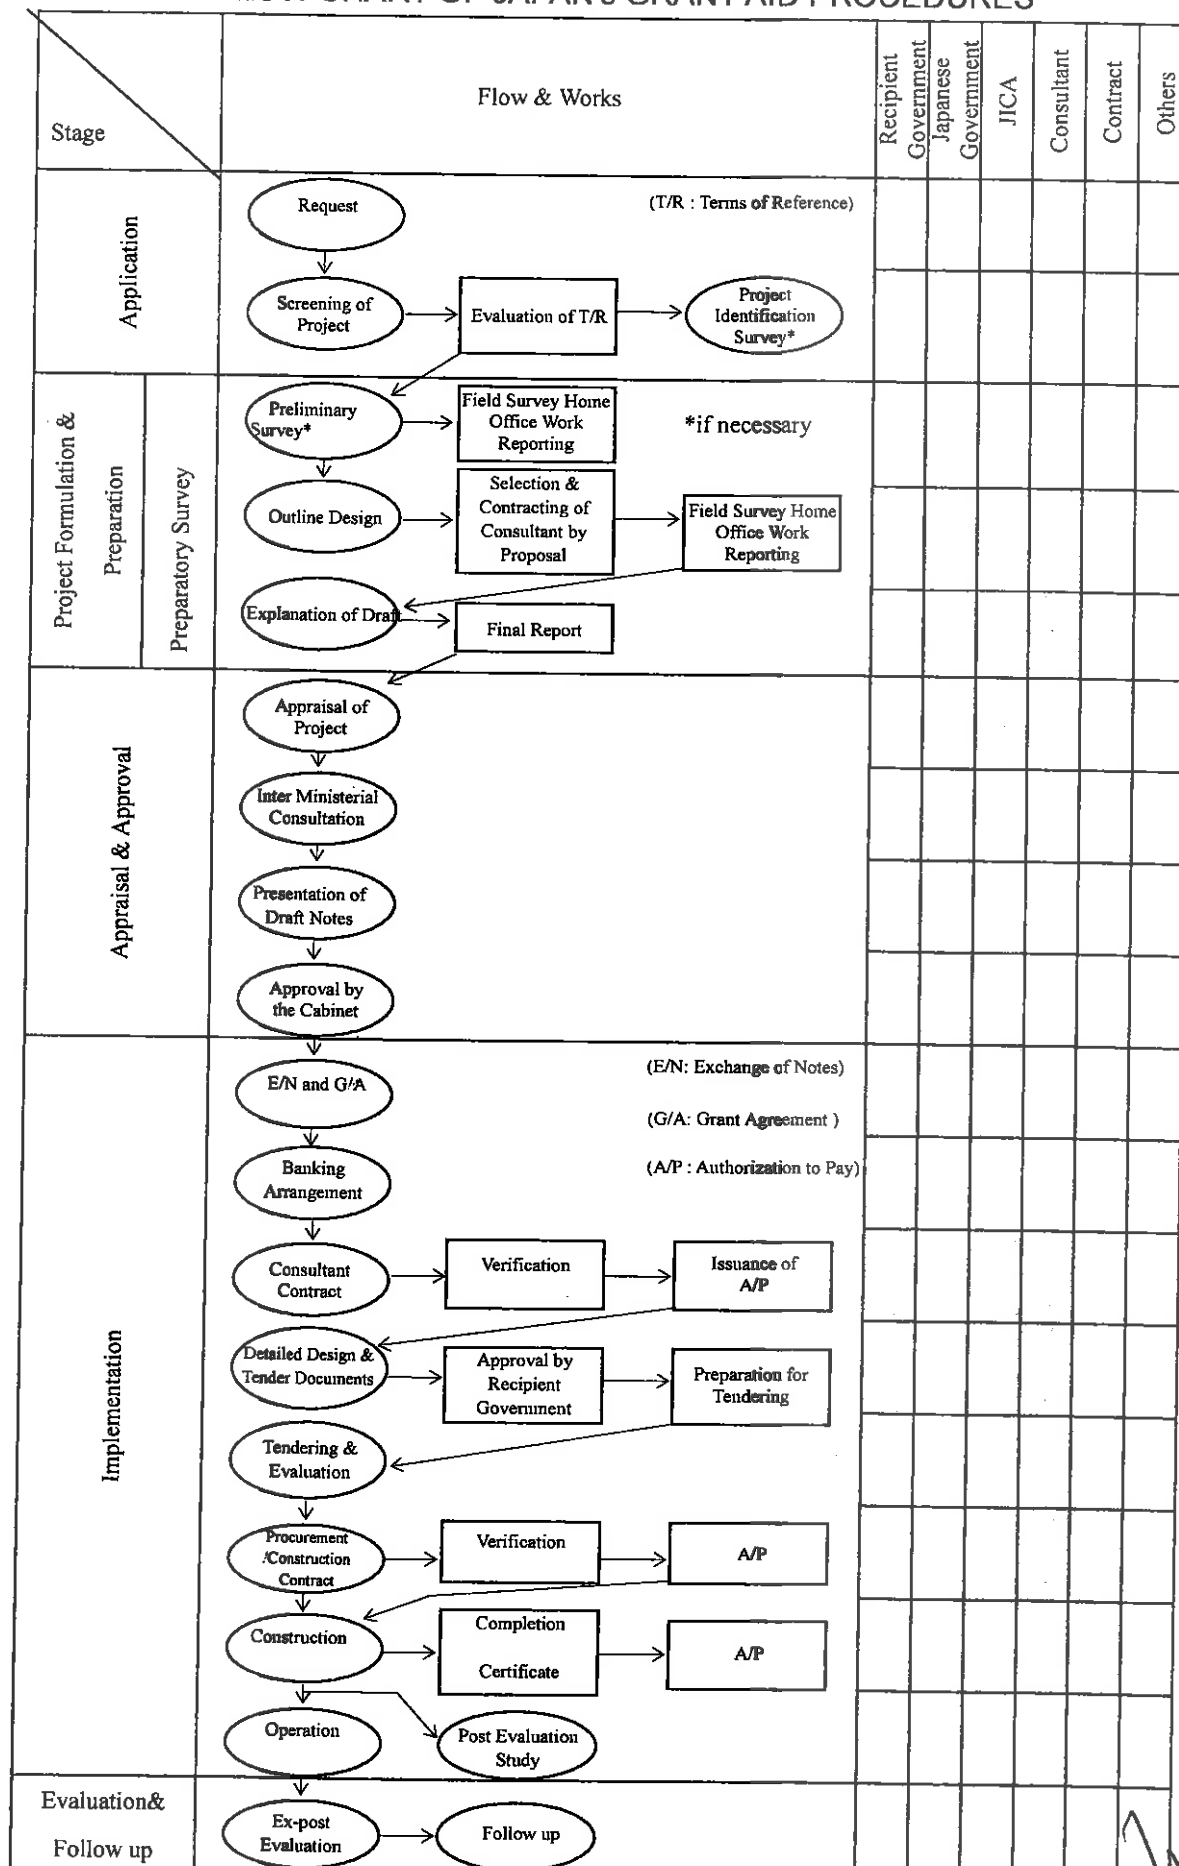 GRANT OF JAPAN'S GRANT AID PROCEDURES
Stage
Flow & Works
Recipient
Government
Japanese
Government
JICA
Consultant
Contract
Others
Application
Request
(T/R : Terms of Reference)
Screening of
Project
Evaluation of T/R
Project
Identification
Survey*
Project Formulation &
Preparation
Preparatory Survey
Preliminary
Survey*
Field Survey Home
Office Work
Reporting
*if necessary
Outline Design
Selection &
Contracting of
Consultant by
Proposal
Field Survey Home
Office Work
Reporting
Explanation of Draft
Final Report
Appraisal & Approval
Appraisal of
Project
Inter Ministerial
Consultation
Presentation of
Draft Notes
Approval by
the Cabinet
Implementation
E/N and G/A
(E/N: Exchange of Notes)
(G/A: Grant Agreement )
(A/P : Authorization to Pay)
Banking
Arrangement
Consultant
Contract
Verification
Issuance of
A/P
Detailed Design &
Tender Documents
Approval by
Recipient
Government
Preparation for
Tendering
Tendering &
Evaluation
Procurement
/Construction
Contract
Verification
A/P
Construction
Completion
Certificate
A/P
Operation
Post Evaluation
Study
Evaluation&
Follow up
Ex-post
Evaluation
Follow up